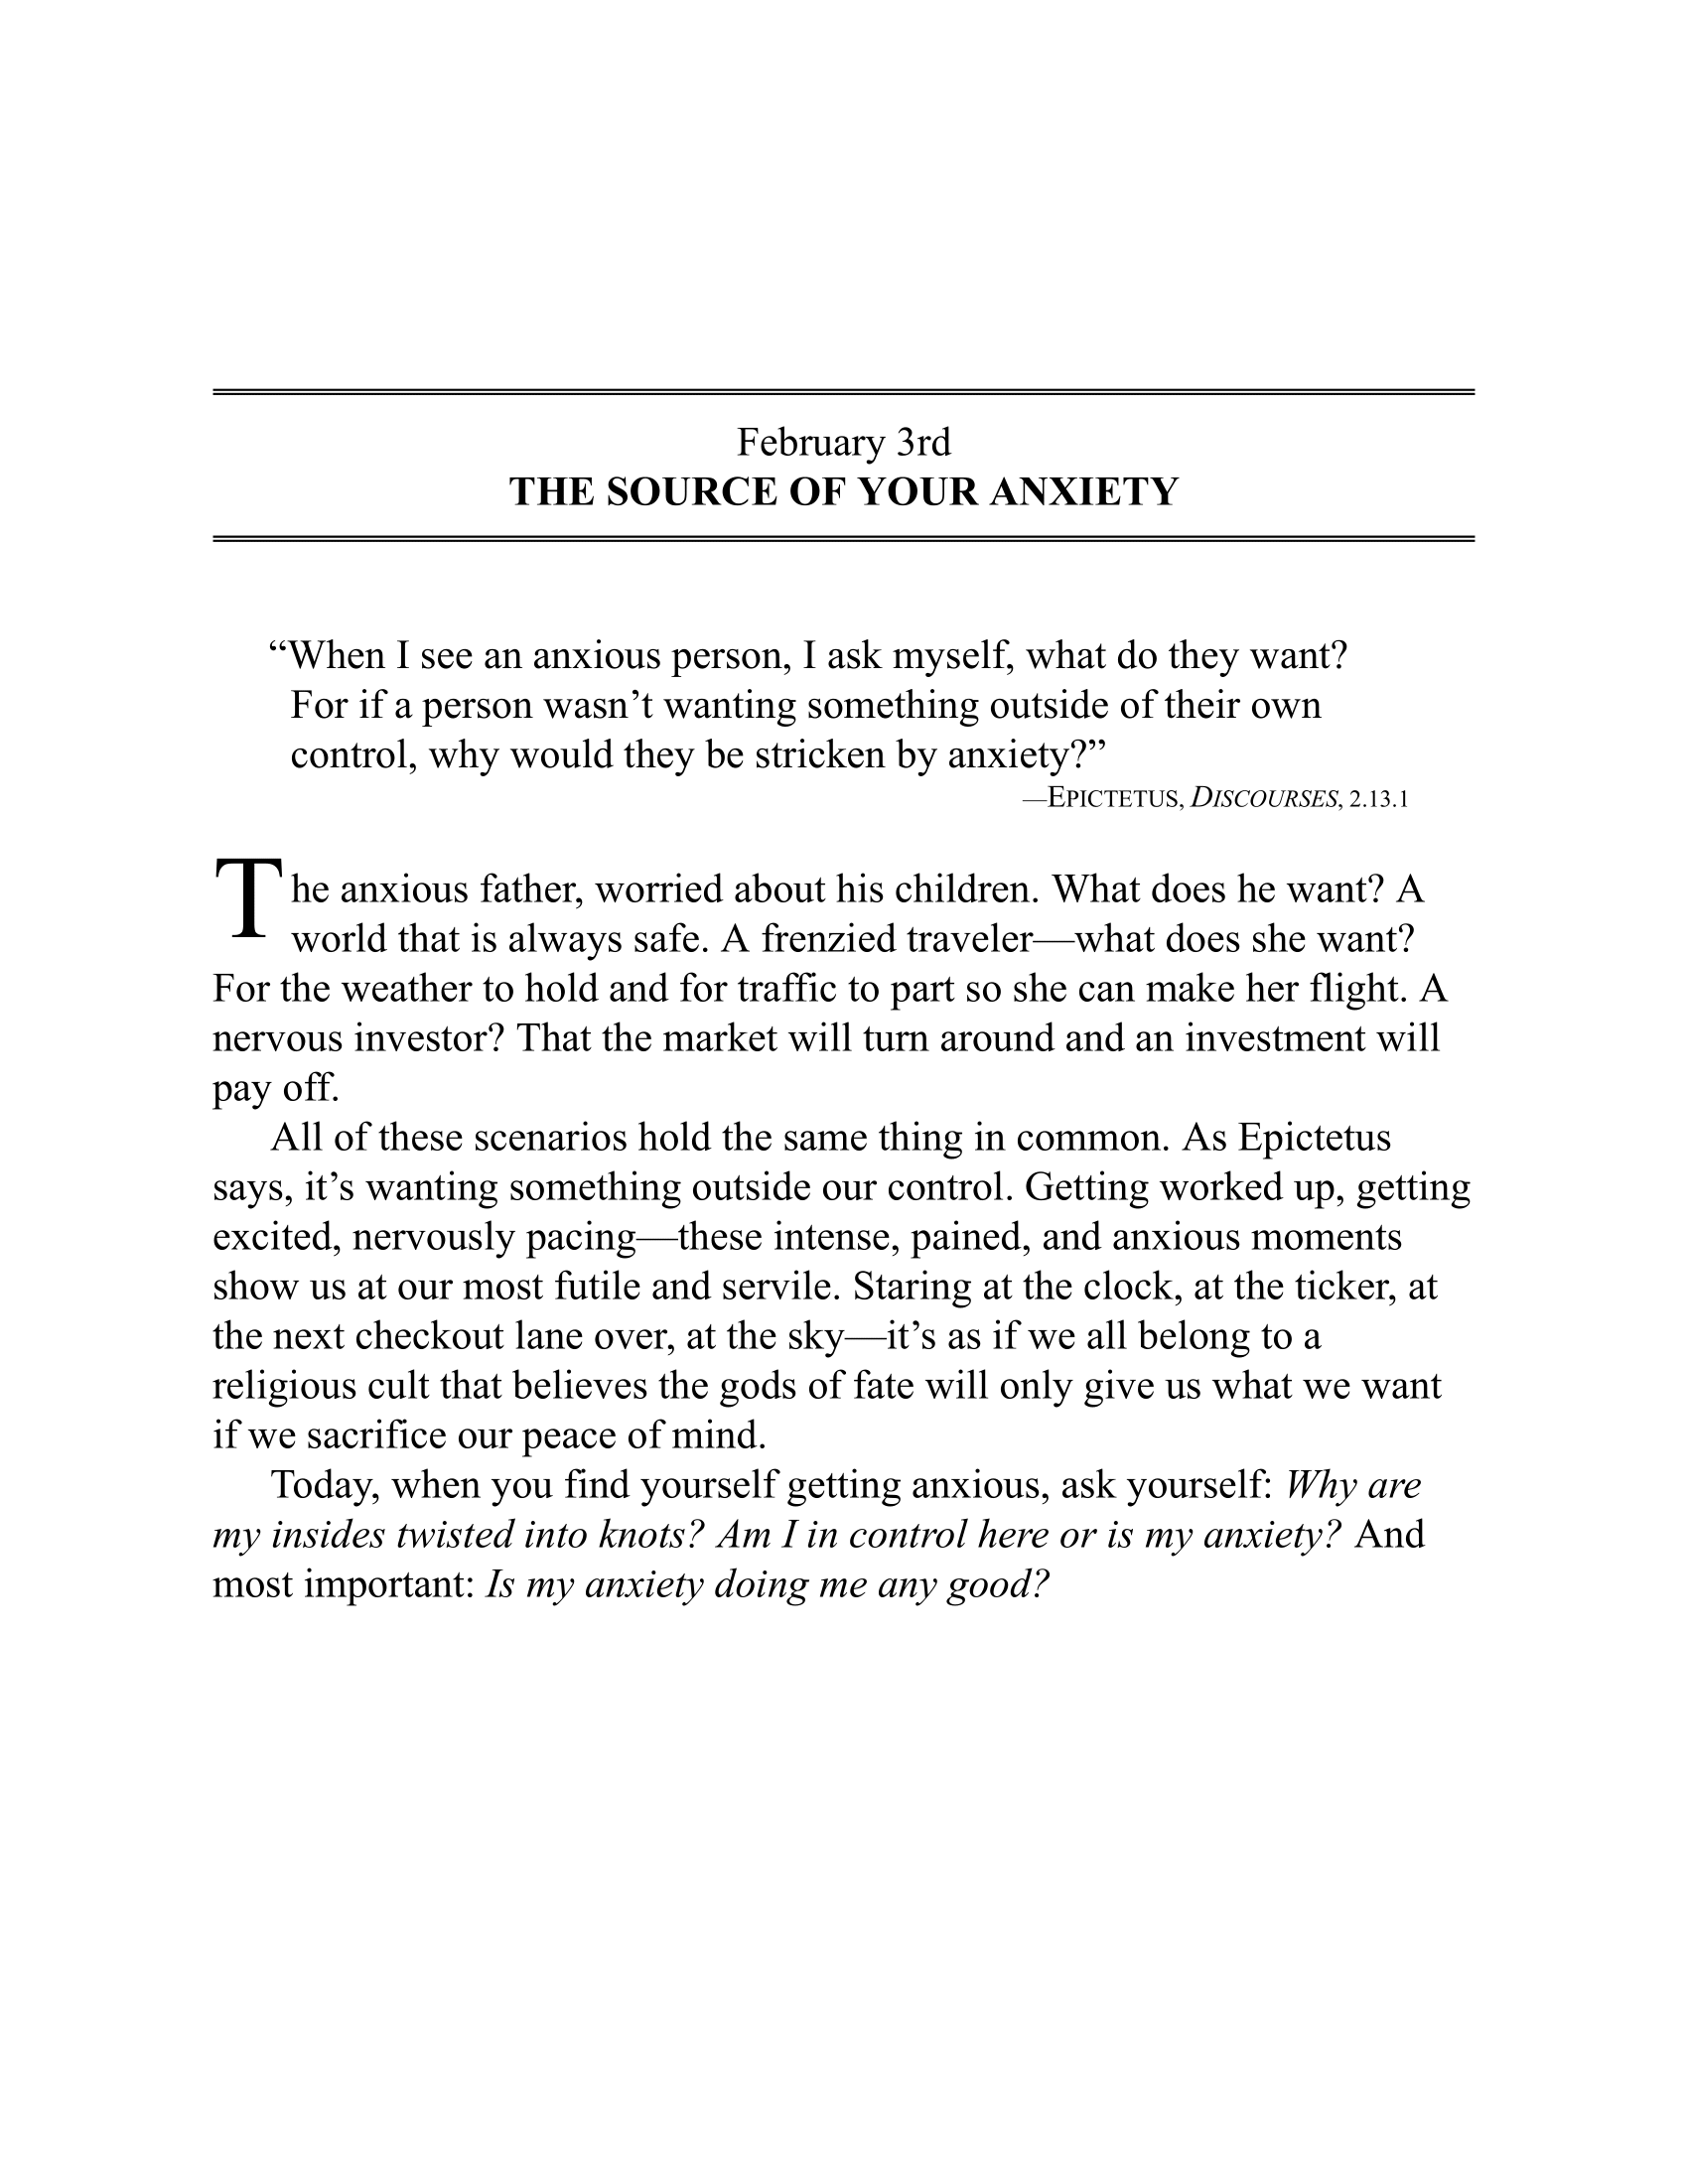 February 3rd
THE SOURCE OF YOUR ANXIETY
“When I see an anxious person, I ask myself, what do they want?
For if a person wasn’t wanting something outside of their own
control, why would they be stricken by anxiety?”
—EPICTETUS, DISCOURSES, 2.13.1
The anxious father, worried about his children. What does he want? A
world that is always safe. A frenzied traveler—what does she want?
For the weather to hold and for traffic to part so she can make her flight. A
nervous investor? That the market will turn around and an investment will
pay off.
All of these scenarios hold the same thing in common. As Epictetus
says, it’s wanting something outside our control. Getting worked up, getting
excited, nervously pacing—these intense, pained, and anxious moments
show us at our most futile and servile. Staring at the clock, at the ticker, at
the next checkout lane over, at the sky—it’s as if we all belong to a
religious cult that believes the gods of fate will only give us what we want
if we sacrifice our peace of mind.
Today, when you find yourself getting anxious, ask yourself: Why are
my insides twisted into knots? Am I in control here or is my anxiety? And
most important: Is my anxiety doing me any good?